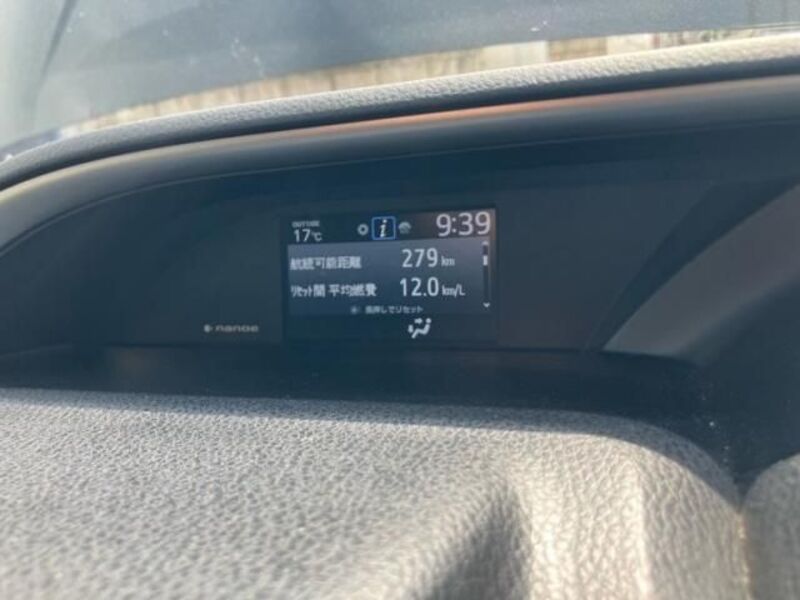 OUTSIDE
17℃
i
9:39
航続可能距離 279 km
リセット間 平均燃費 12.0 km/L
長押しでリセット
nanoe